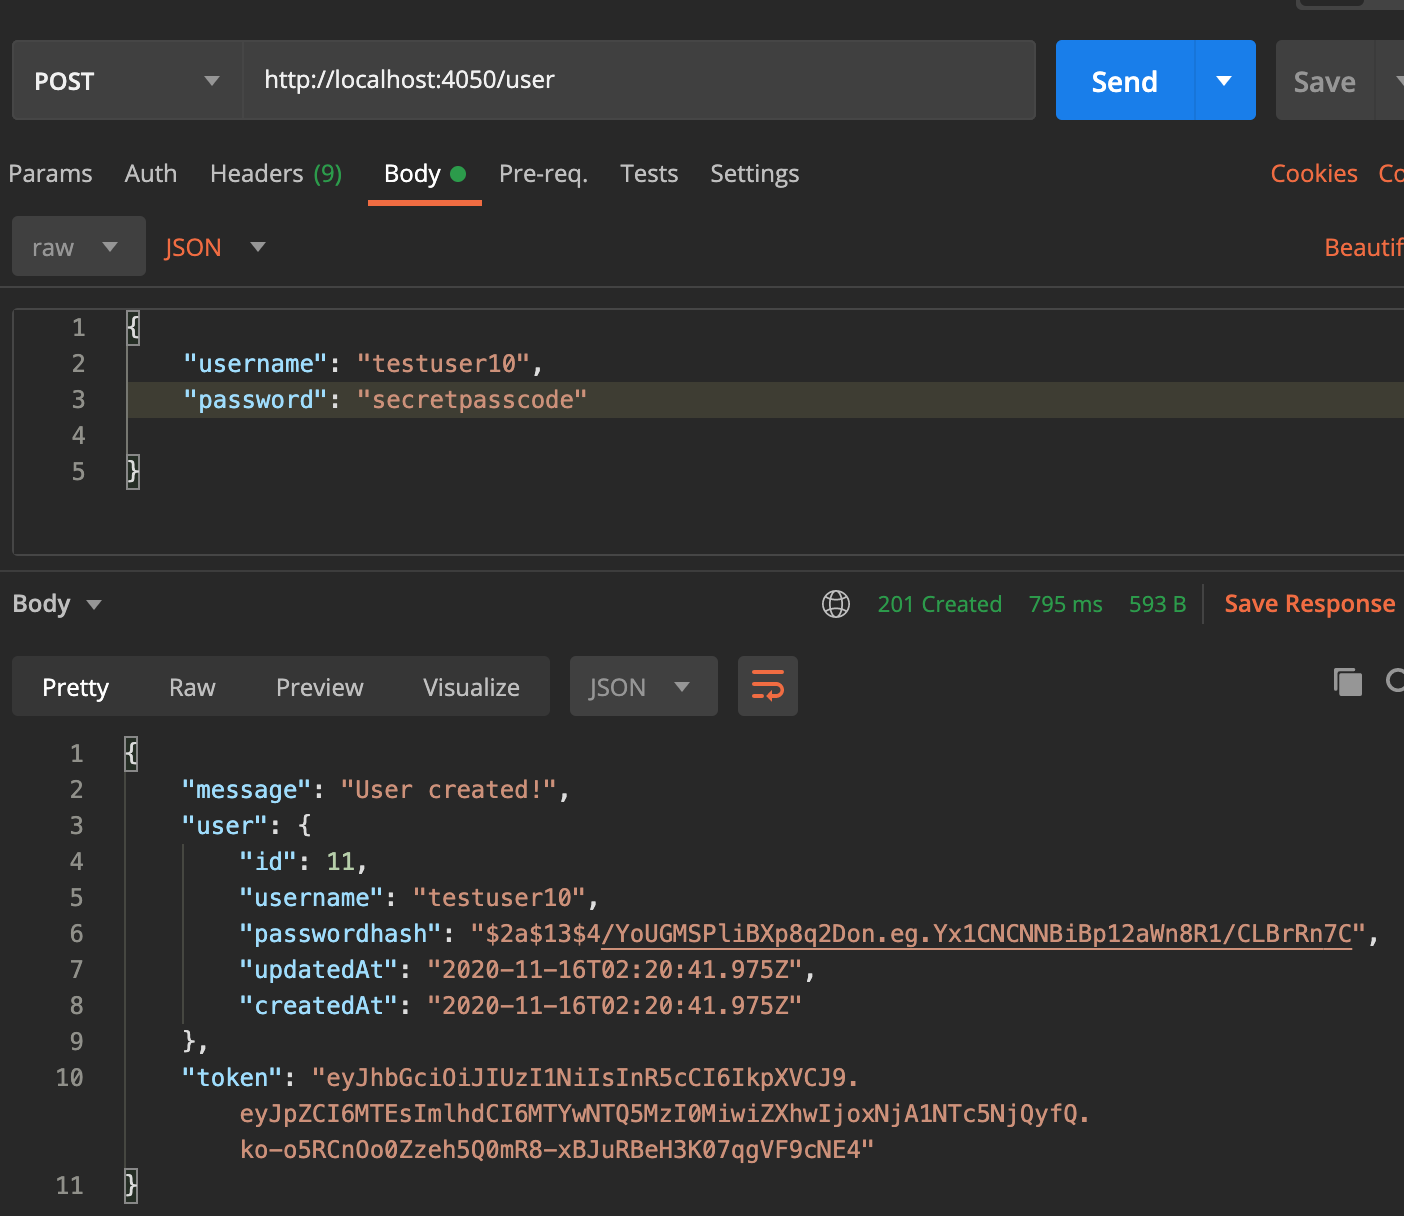 POST http://localhost:4050/user Send Save
Params Auth Headers (9) Body Pre-req. Tests Settings Cookies Co
raw JSON Beautif
1 {
2 "username": "testuser10",
3 "password": "secretpasscode"
4
5 }
Body 201 Created 795 ms 593 B Save Response
Pretty Raw Preview Visualize JSON
1 {
2 "message": "User created!",
3 "user": {
4 "id": 11,
5 "username": "testuser10",
6 "passwordhash": "$2a$13$4/YoUGMSPliBXp8q2Don.eg.Yx1CNCNNBiBp12aWn8R1/CLBrRn7C",
7 "updatedAt": "2020-11-16T02:20:41.975Z",
8 "createdAt": "2020-11-16T02:20:41.975Z"
9 },
10 "token": "eyJhbGciOiJIUzI1NiIsInR5cCI6IkpXVCJ9.
eyJpZCI6MTEsImlhdCI6MTYwNTQ5MzI0MiwiZXhwIjoxNjA1NTc5NjQyfQ.
ko-o5RCnOo0Zzeh5Q0mR8-xBJuRBeH3K07qgVF9cNE4"
11 }